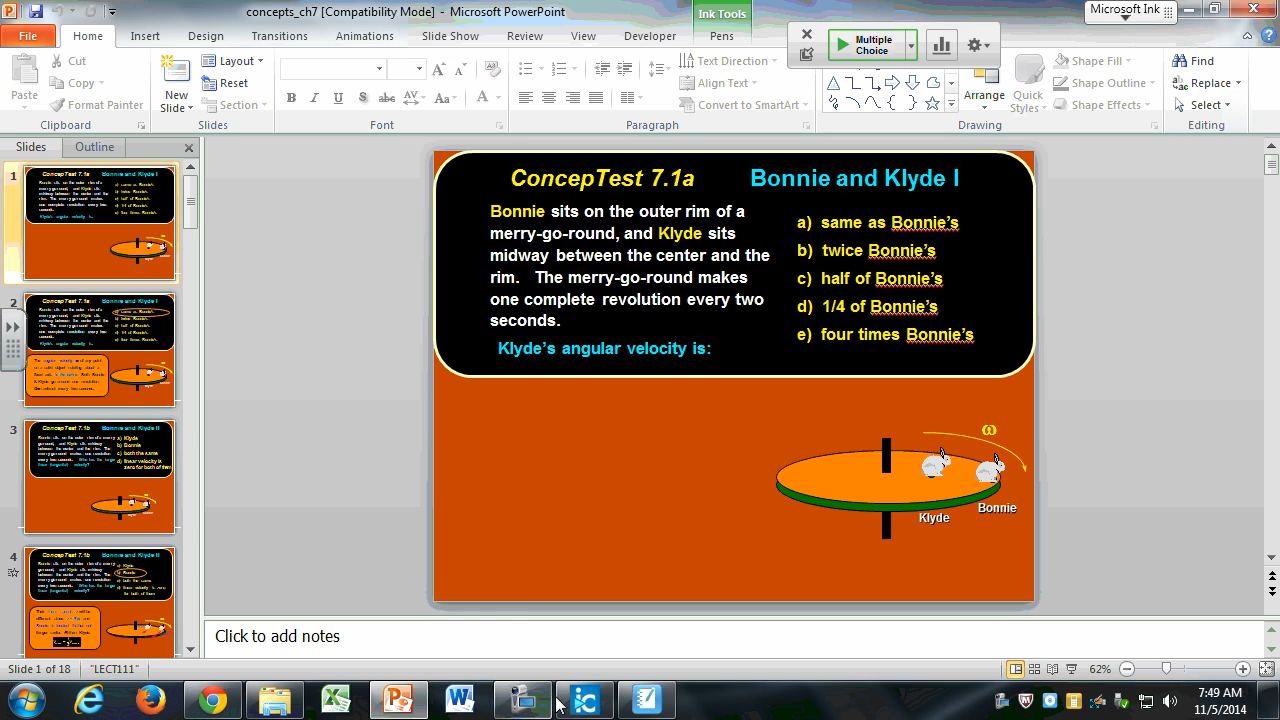 concepts_ch7 [Compatibility Mode] - Microsoft PowerPoint
Ink Tools
Microsoft Ink
File
Home
Insert
Design
Transitions
Animations
Slide Show
Review
View
Developer
Pens
Multiple
Choice
Paste
Cut
Copy
Format Painter
Clipboard
New
Slide
Layout
Reset
Section
Slides
Font
Text Direction
Align Text
Convert to SmartArt
Paragraph
Arrange
Quick
Styles
Shape Fill
Shape Outline
Shape Effects
Drawing
Find
Replace
Select
Editing
Slides
Outline
1
2
3
4
ConcepTest 7.1a
Bonnie and Klyde I
Bonnie sits on the outer rim of a
merry-go-round, and Klyde sits
midway between the center and the
rim. The merry-go-round makes
one complete revolution every two
seconds.
Klyde’s angular velocity is:
a) same as Bonnie’s
b) twice Bonnie’s
c) half of Bonnie’s
d) 1/4 of Bonnie’s
e) four times Bonnie’s
ω
Klyde
Bonnie
Click to add notes
Slide 1 of 18
"LECT111"
62%
7:49 AM
11/5/2014